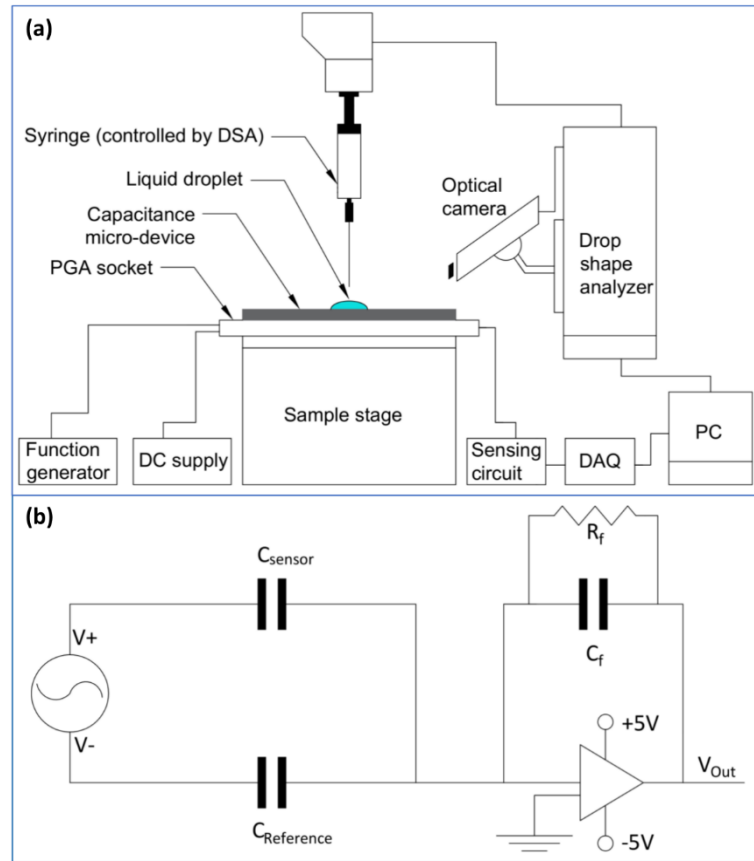 (a)
Syringe (controlled by DSA)
Liquid droplet
Capacitance
micro-device
PGA socket
Optical
camera
Drop
shape
analyzer
Sample stage
Function
generator
DC supply
Sensing
circuit
DAQ
PC
(b)
Csensor
Rf
Cf
V+
V-
CReference
+5V
VOut
-5V